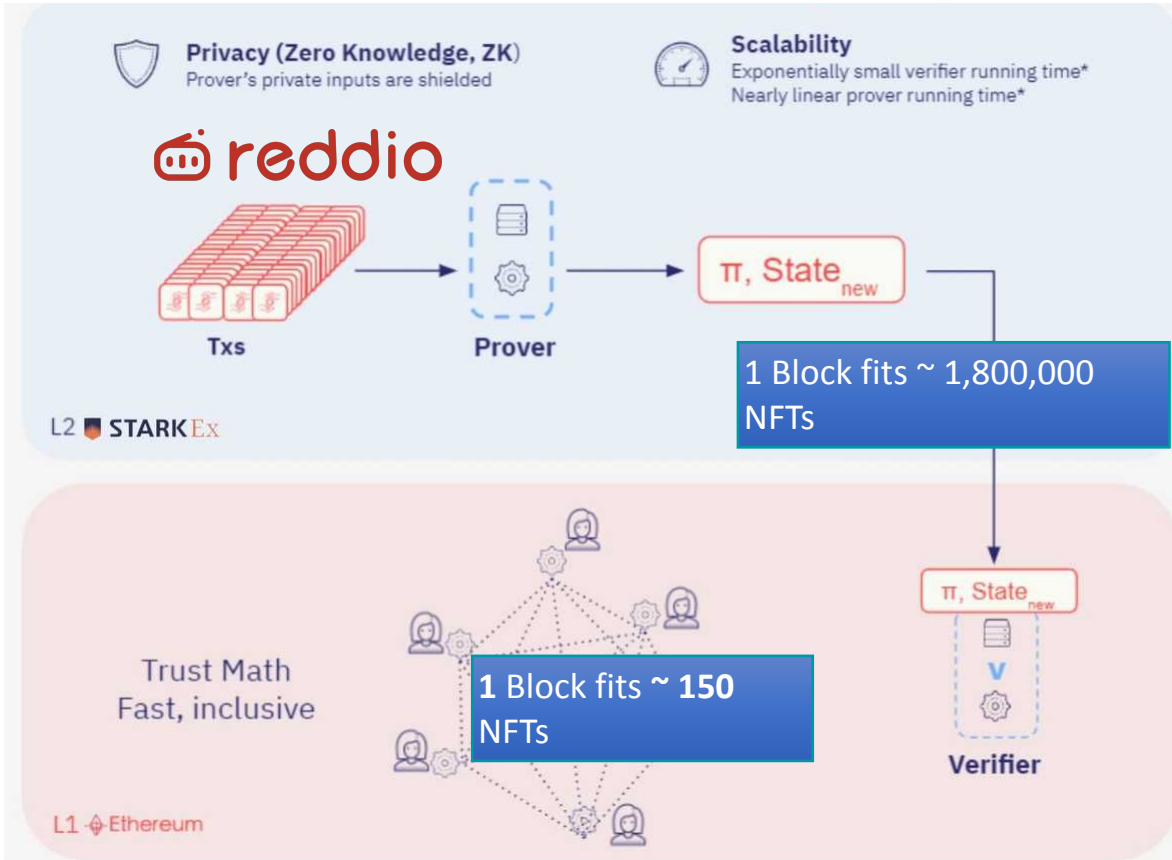 Privacy (Zero Knowledge, ZK)
Prover's private inputs are shielded
Scalability
Exponentially small verifier running time*
Nearly linear prover running time*
reddio
π, State new
Txs
Prover
1 Block fits ~ 1,800,000
NFTs
L2 STARKEx
π, State new
Trust Math
Fast, inclusive
1 Block fits ~ 150
NFTs
V
Verifier
L1 Ethereum